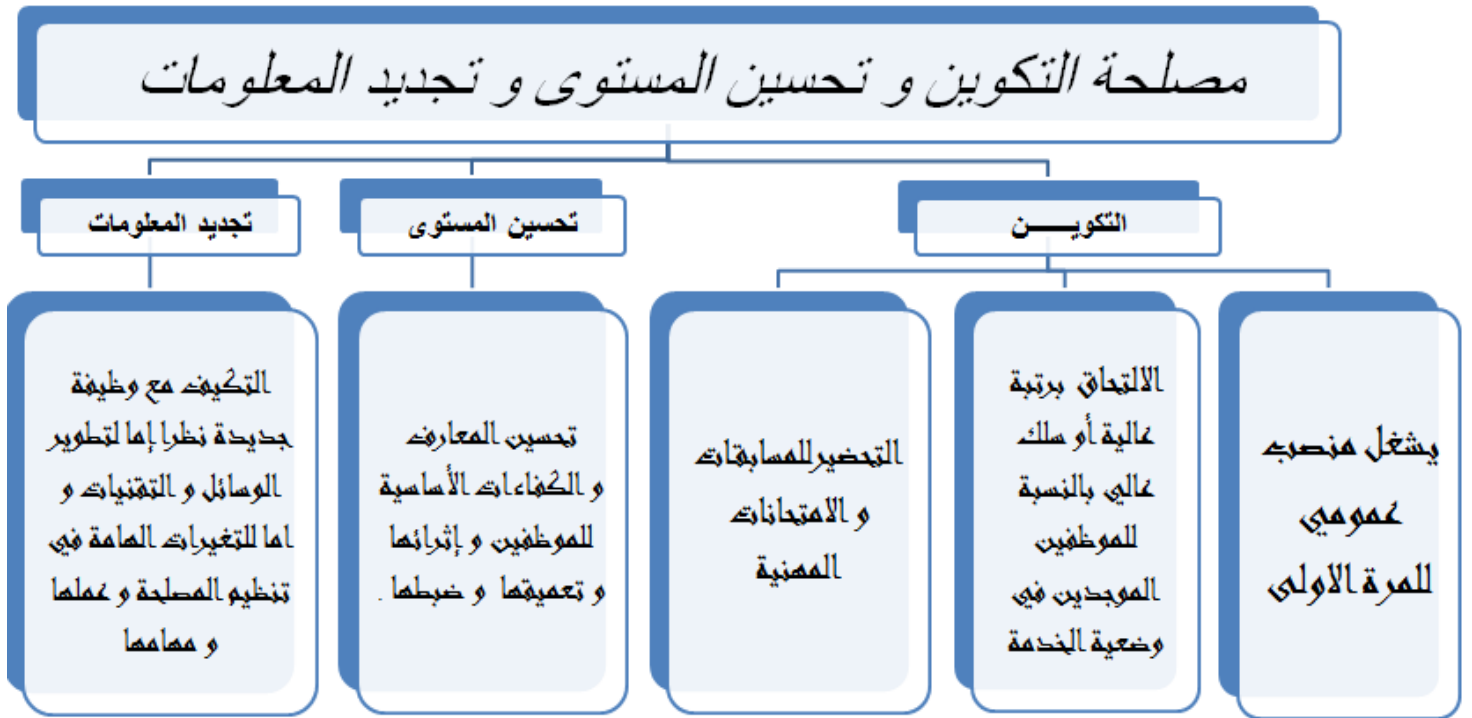 مصلحة التكوين و تحسين المستوى و تجديد المعلومات
التكويـــــن
تحسين المستوى
تجديد المعلومات
يشغل منصب
عمومي
للمرة الاولى
الالتحاق برتبة
عالية أو سلك
عالي بالنسبة
للموظفين
الموجدين في
وضعية الخدمة
التحضير للمسابقات
و الامتحانات
المهنية
تحسين المعارف
و الكفاءات الأساسية
للموظفين و إثرائها
و تعميقها و ضبطها .
التكيف مع وظيفة
جديدة نظرا إما لتطوير
الوسائل و التقنيات و
اما للتغيرات الهامة في
تنظيم المصلحة و عملها
و مهامها